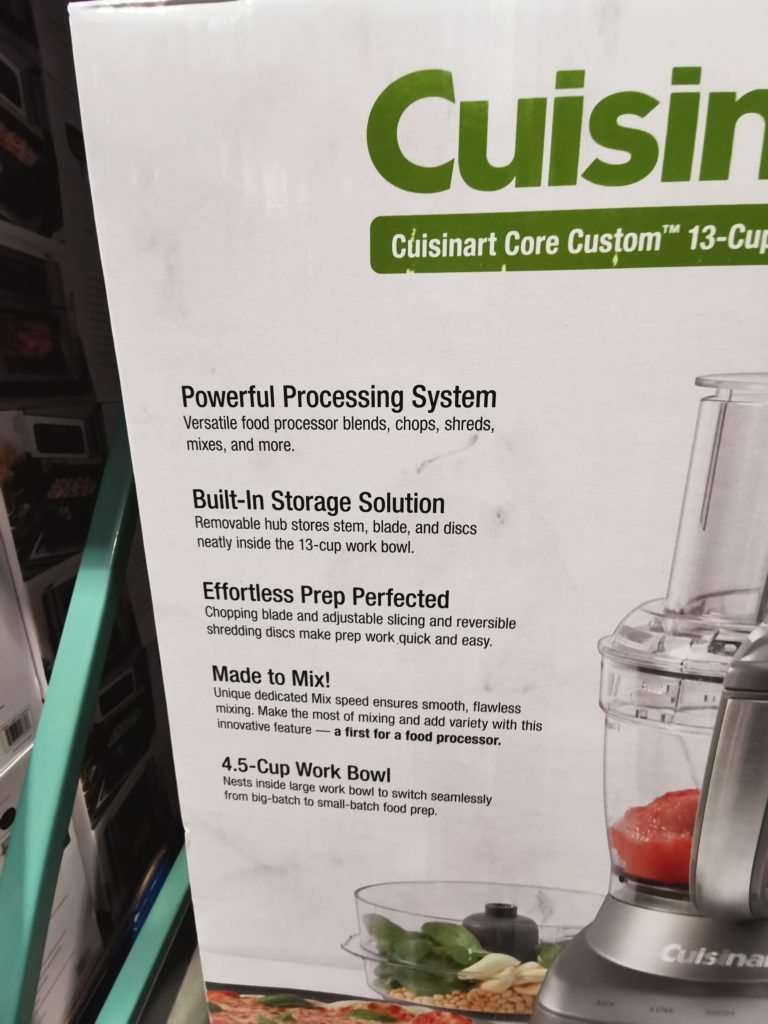 Cuisin
Cuisinart Core Custom™ 13-Cup
Powerful Processing System
Versatile food processor blends, chops, shreds,
mixes, and more.
Built-In Storage Solution
Removable hub stores stem, blade, and discs
neatly inside the 13-cup work bowl.
Effortless Prep Perfected
Chopping blade and adjustable slicing and reversible
shredding discs make prep work quick and easy.
Made to Mix!
Unique dedicated Mix speed ensures smooth, flawless
mixing. Make the most of mixing and add variety with this
innovative feature — a first for a food processor.
4.5-Cup Work Bowl
Nests inside large work bowl to switch seamlessly
from big-batch to small-batch food prep.
Cuisinar
MIX LOW HIGH